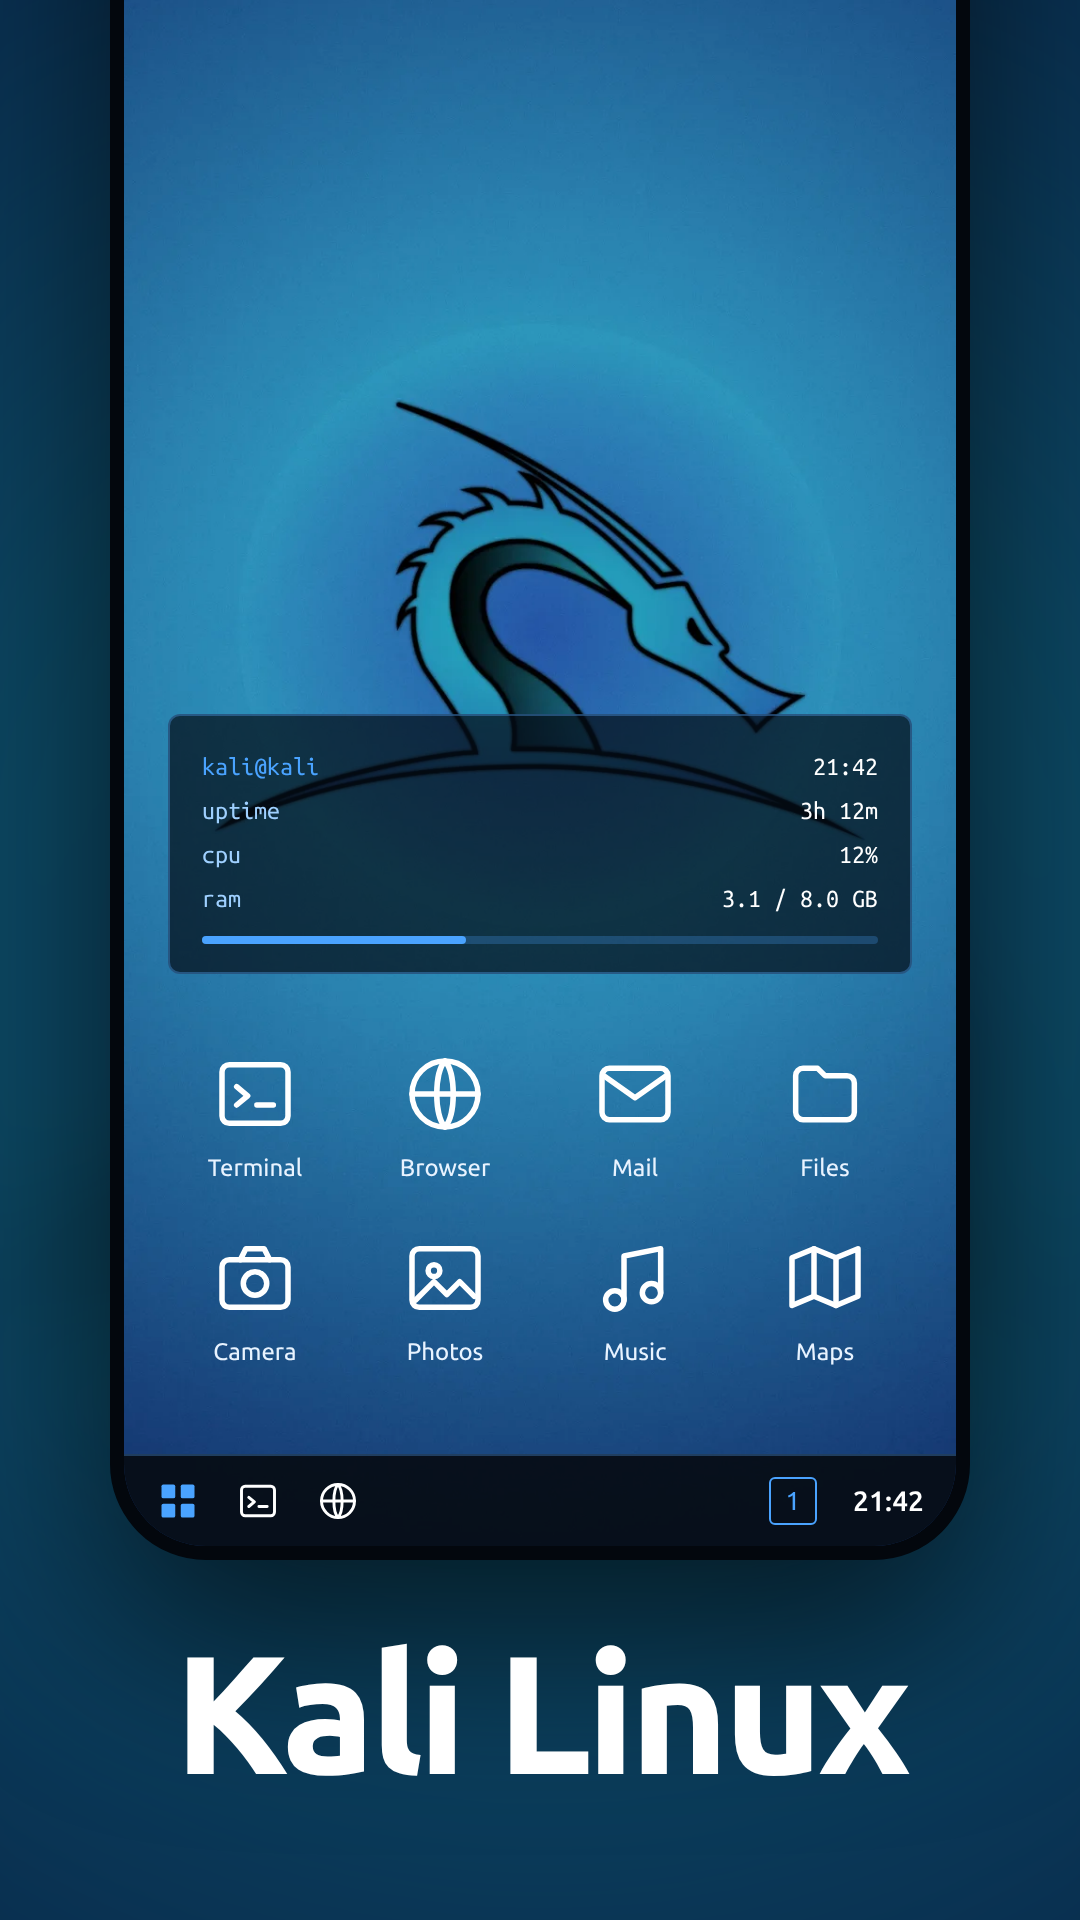 kali@kali 21:42
uptime 3h 12m
cpu 12%
ram 3.1 / 8.0 GB
Terminal Browser Mail Files
Camera Photos Music Maps
1 21:42
Kali Linux